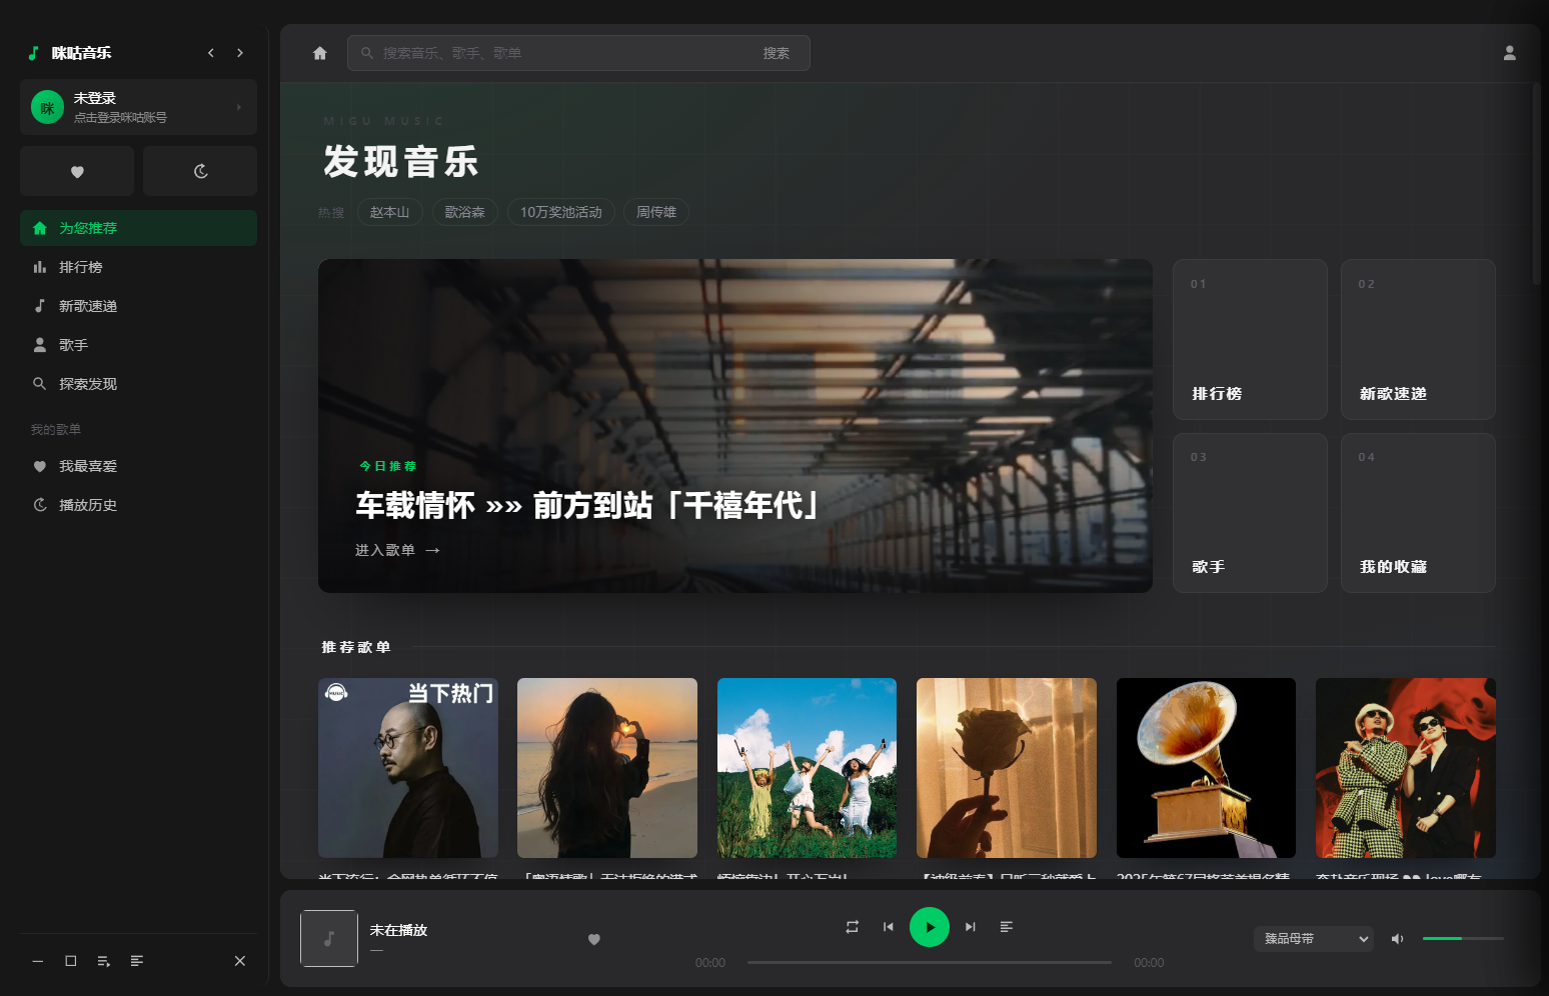 咪咕音乐
搜索音乐、歌手、歌单
搜索
咪
未登录
点击登录咪咕账号
为您推荐
排行榜
新歌速递
歌手
探索发现
我的歌单
我最喜爱
播放历史
MIGU MUSIC
发现音乐
热搜 赵本山 歌浴森 10万奖池活动 周传雄
今日推荐
车载情怀 »» 前方到站「千禧年代」
进入歌单 →
01
排行榜
02
新歌速递
03
歌手
04
我的收藏
推荐歌单
MUSIC
当下热门
未在播放
—
00:00
00:00
臻品母带